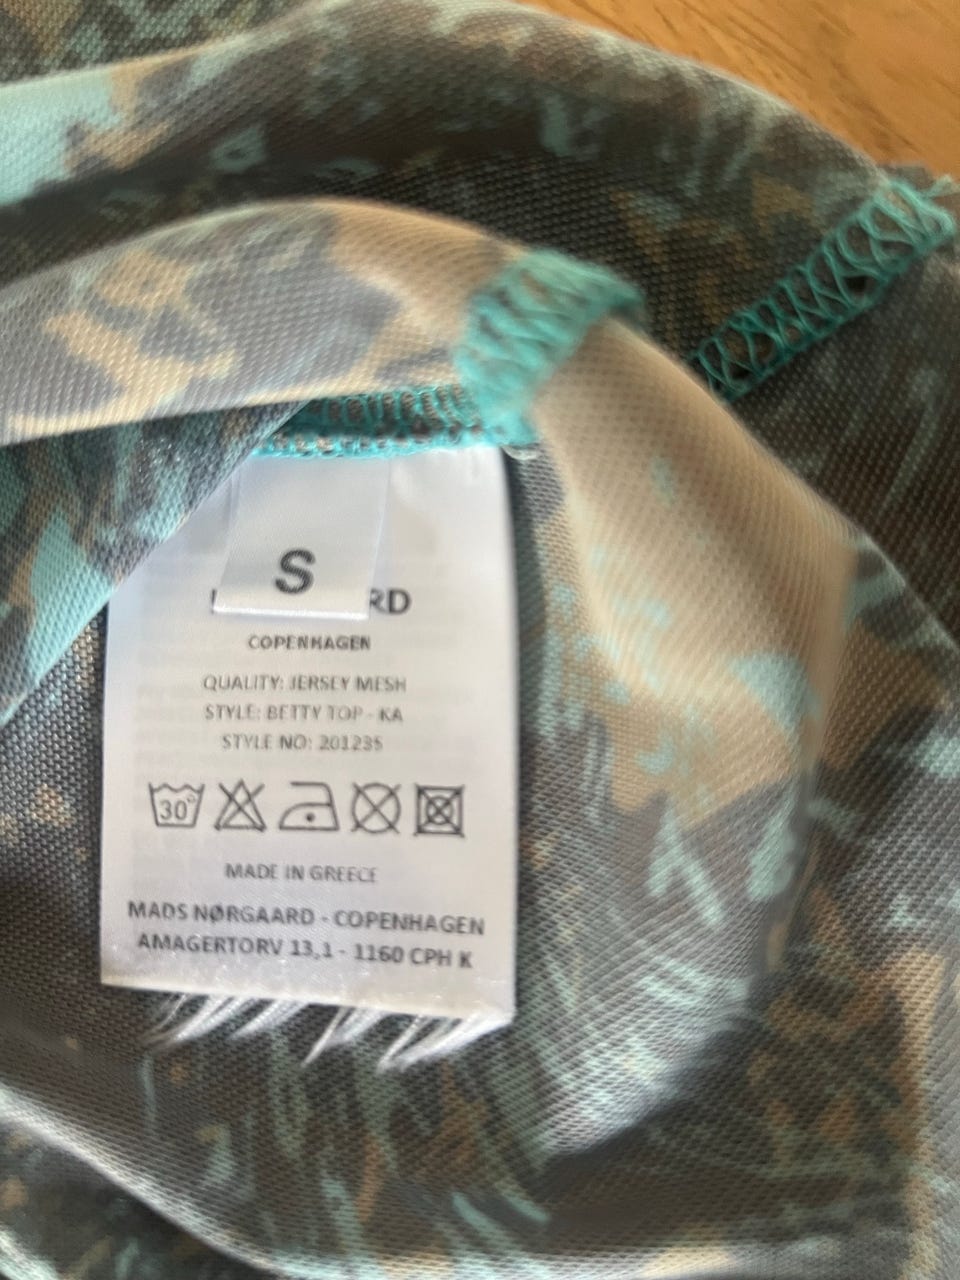 S
RD
COPENHAGEN
QUALITY: JERSEY MESH
STYLE: BETTY TOP - KA
STYLE NO: 201235
30°
MADE IN GREECE
MADS NØRGAARD - COPENHAGEN
AMAGERTORV 13,1 - 1160 CPH K